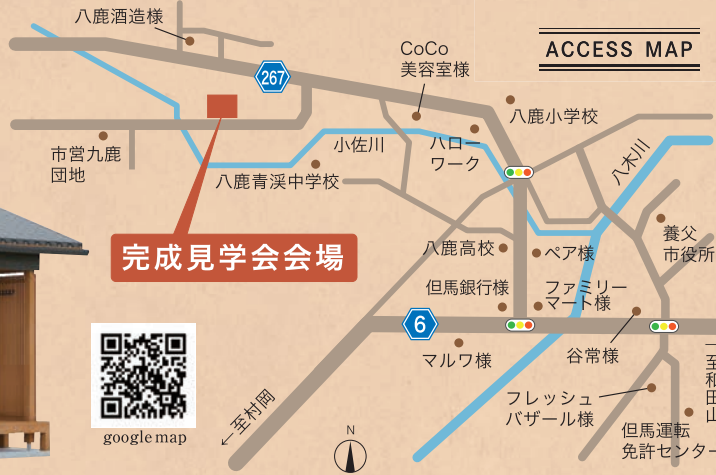 八鹿酒造様
ACCESS MAP
CoCo
美容室様
267
八鹿小学校
市営九鹿
団地
小佐川
ハロー
ワーク
八鹿青渓中学校
八木川
完成見学会会場
八鹿高校
ペア様
養父
市役所
但馬銀行様
ファミリー
マート様
6
マルワ様
谷常様
google map
←至村岡
N
フレッシュ
バザール様
但馬運転
免許センター
至和田山